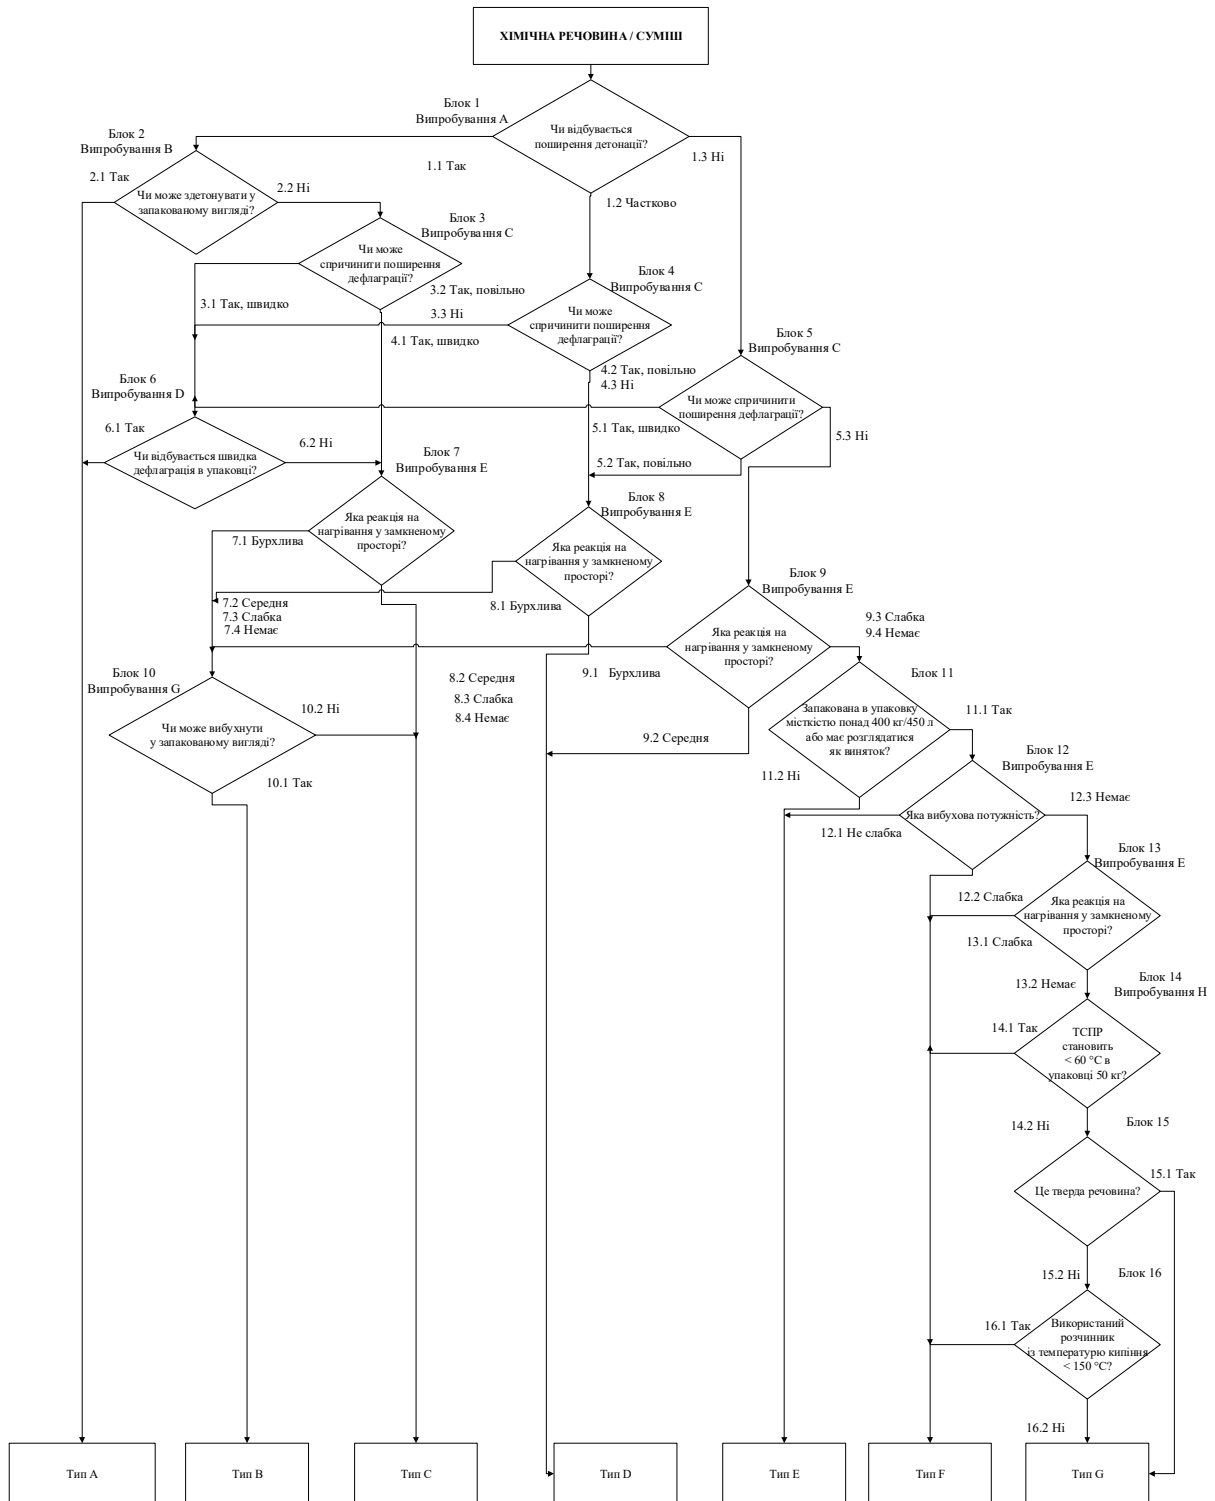 ХІМІЧНА РЕЧОВИНА / СУМІШ
Блок 1
Випробування А
Чи відбувається
поширення детонації?
1.1 Так
1.2 Частково
1.3 Ні
Блок 2
Випробування В
2.1 Так
2.2 Ні
Чи може здетонувати у
запакованому вигляді?
Блок 3
Випробування С
Чи може
спричинити поширення
дефлаграції?
3.1 Так, швидко
3.2 Так, повільно
3.3 Ні
Блок 4
Випробування С
Чи може
спричинити поширення
дефлаграції?
4.1 Так, швидко
4.2 Так, повільно
4.3 Ні
Блок 5
Випробування С
Чи може спричинити
поширення дефлаграції?
5.1 Так, швидко
5.2 Так, повільно
5.3 Ні
Блок 6
Випробування D
6.1 Так
6.2 Ні
Чи відбувається швидка
дефлаграція в упаковці?
Блок 7
Випробування Е
Яка реакція на
нагрівання у замкненому
просторі?
7.1 Бурхлива
7.2 Середня
7.3 Слабка
7.4 Немає
Блок 8
Випробування Е
Яка реакція на
нагрівання у замкненому
просторі?
8.1 Бурхлива
8.2 Середня
8.3 Слабка
8.4 Немає
Блок 9
Випробування Е
Яка реакція на
нагрівання у замкненому
просторі?
9.1 Бурхлива
9.2 Середня
9.3 Слабка
9.4 Немає
Блок 10
Випробування G
Чи може вибухнути
у запакованому вигляді?
10.1 Так
10.2 Ні
Блок 11
Запакована в упаковку
місткістю понад 400 кг/450 л
або має розглядатися
як виняток?
11.1 Так
11.2 Ні
Блок 12
Випробування Е
Яка вибухова потужність?
12.1 Не слабка
12.2 Слабка
12.3 Немає
Блок 13
Випробування Е
Яка реакція на
нагрівання у замкненому
просторі?
13.1 Слабка
13.2 Немає
Блок 14
Випробування Н
14.1 Так
ТСПР
становить
< 60 °С в
упаковці 50 кг?
14.2 Ні
Блок 15
15.1 Так
Це тверда речовина?
15.2 Ні
Блок 16
16.1 Так
Використаний
розчинник
із температурю кипіння
< 150 °С?
16.2 Ні
Тип А
Тип В
Тип С
Тип D
Тип Е
Тип F
Тип G